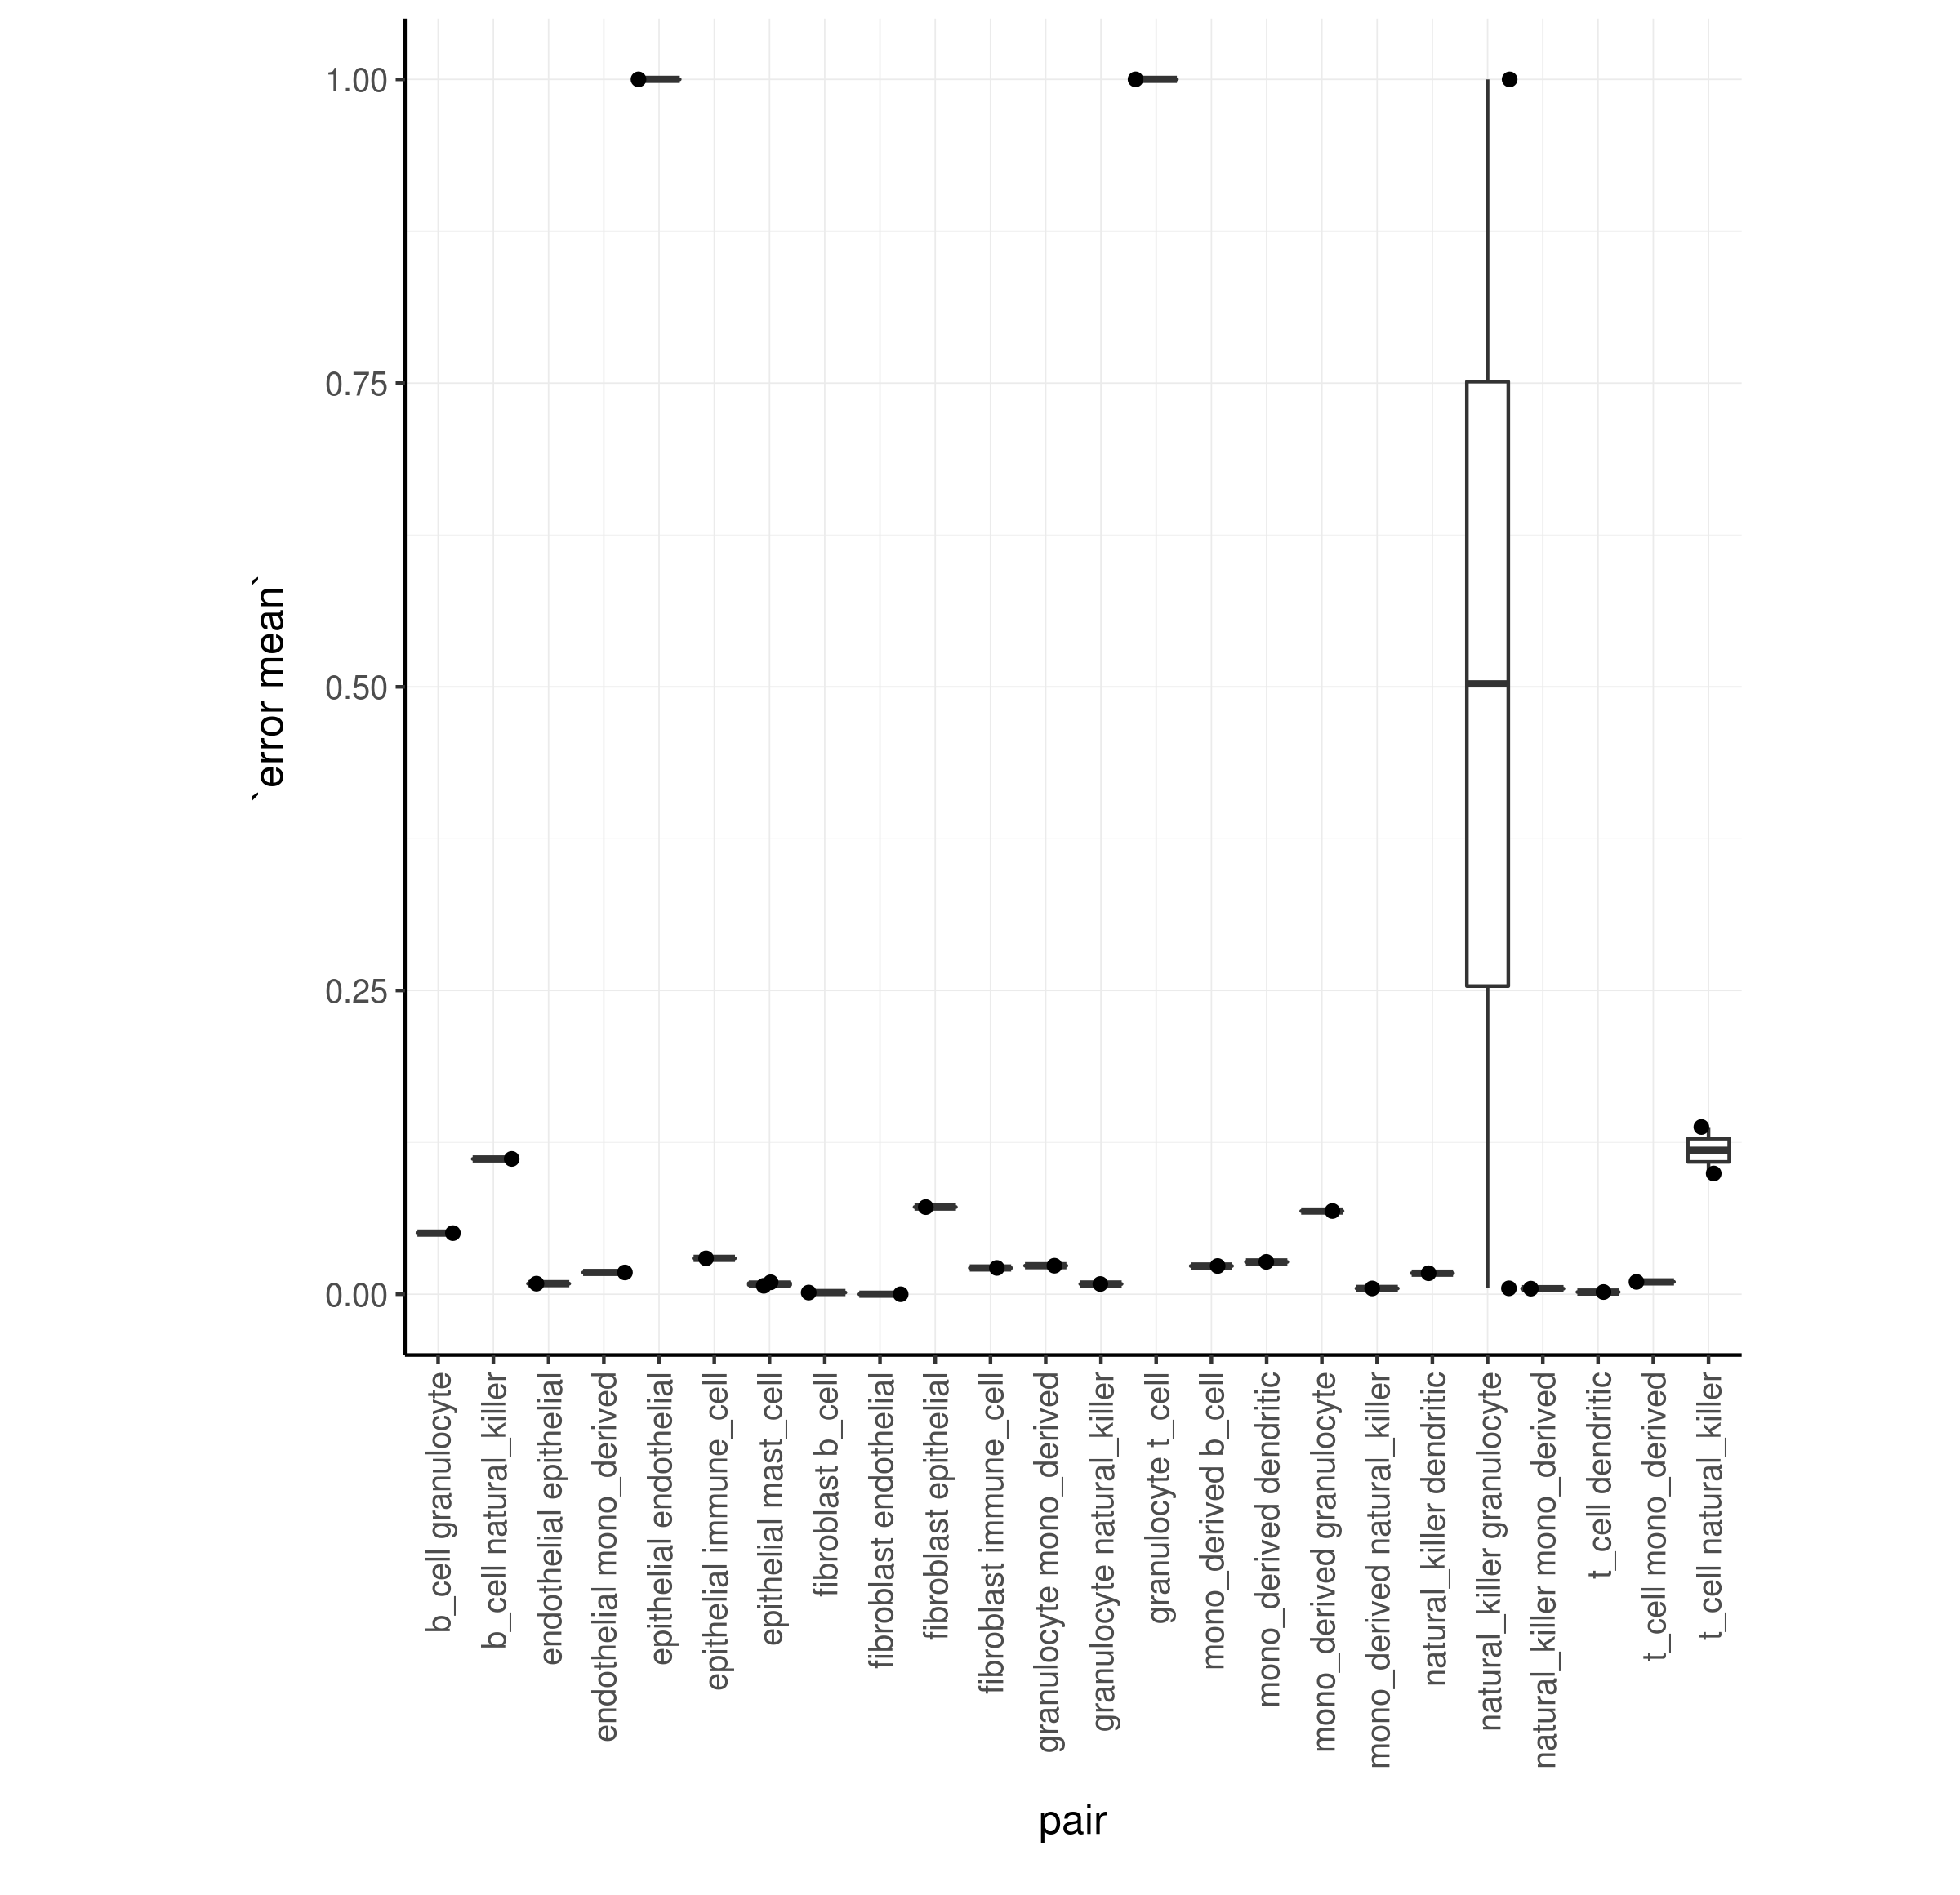 1.00
0.75
0.50
0.25
0.00
`error mean`
b_cell granulocyte
b_cell natural_killer
endothelial epithelial
endothelial mono_derived
epithelial endothelial
epithelial immune_cell
epithelial mast_cell
fibroblast b_cell
fibroblast endothelial
fibroblast epithelial
fibroblast immune_cell
granulocyte mono_derived
granulocyte natural_killer
granulocyte t_cell
mono_derived b_cell
mono_derived dendritic
mono_derived granulocyte
mono_derived natural_killer
natural_killer dendritic
natural_killer granulocyte
natural_killer mono_derived
t_cell dendritic
t_cell mono_derived
t_cell natural_killer
pair